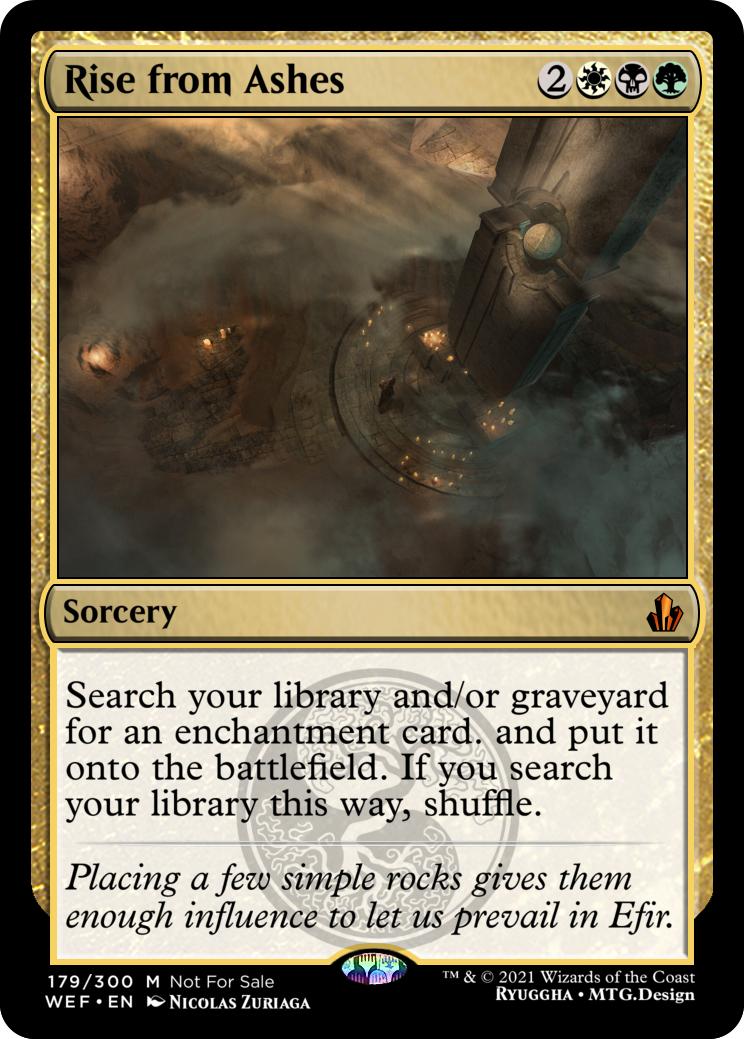 Rise from Ashes 2
Sorcery
Search your library and/or graveyard
for an enchantment card. and put it
onto the battlefield. If you search
your library this way, shuffle.
Placing a few simple rocks gives them
enough influence to let us prevail in Efir.
179/300 M Not For Sale
WEF • EN Nicolas Zuriaga
™ & © 2021 Wizards of the Coast
Ryuggha • MTG.Design